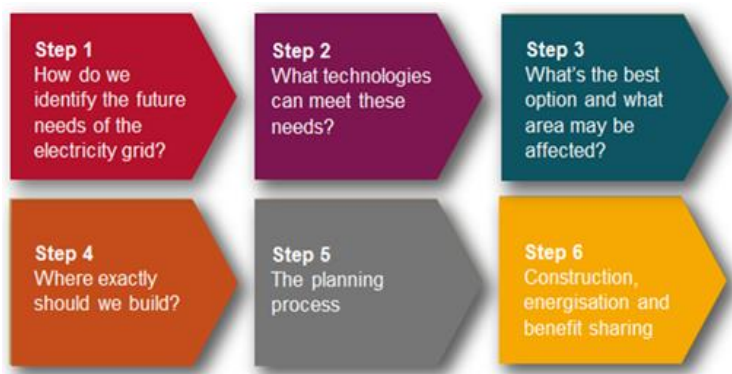 Step 1
How do we
identify the future
needs of the
electricity grid?
Step 2
What technologies
can meet these
needs?
Step 3
What's the best
option and what
area may be
affected?
Step 4
Where exactly
should we build?
Step 5
The planning
process
Step 6
Construction,
energisation and
benefit sharing